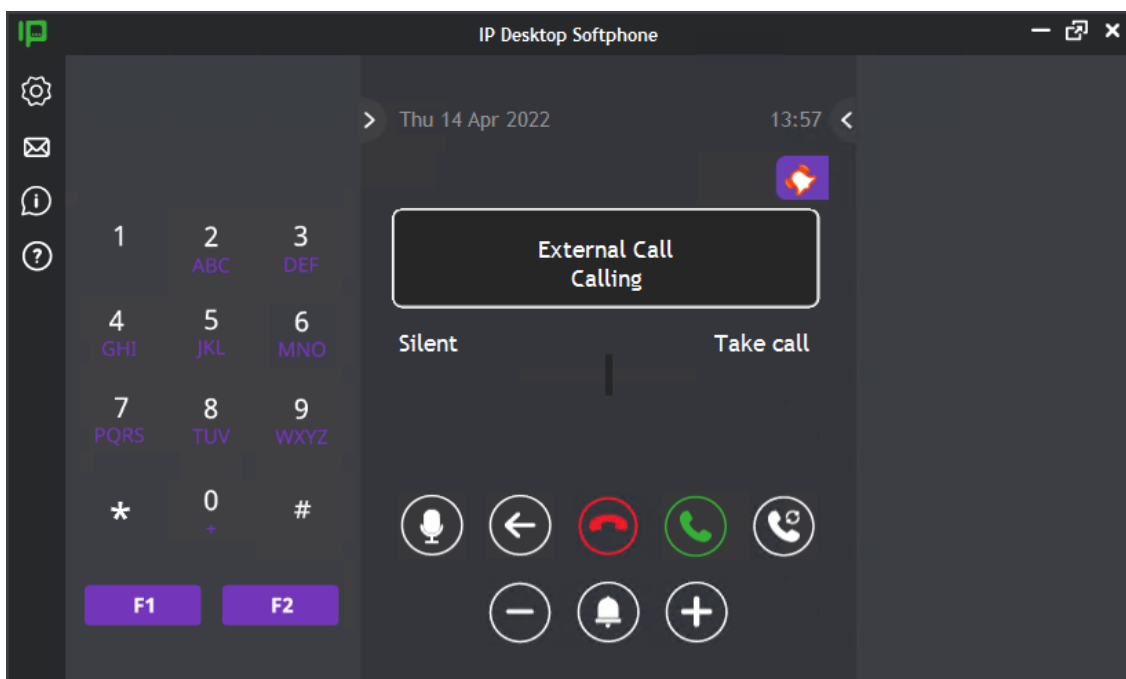 IP Desktop Softphone
Thu 14 Apr 2022 13:57
External Call
Calling
Silent Take call
1 2 3
ABC DEF
4 5 6
GHI JKL MNO
7 8 9
PQRS TUV WXYZ
* 0 #
+
F1 F2